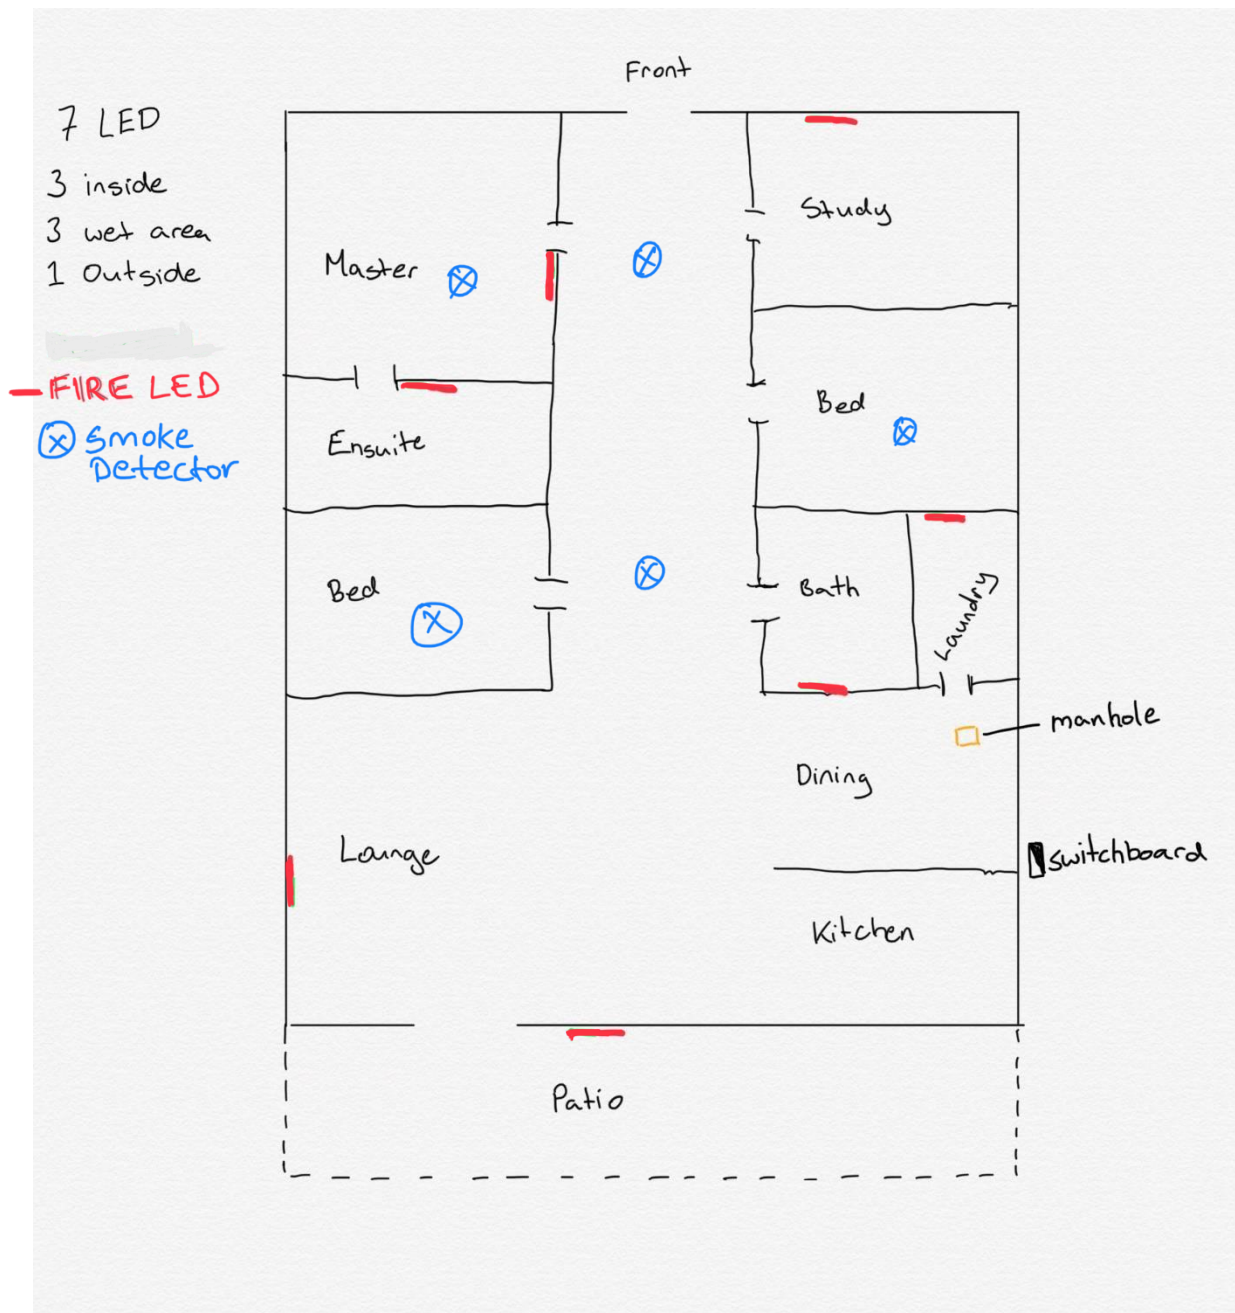 Front
7 LED
3 inside
3 wet area
1 Outside
FIRE LED
Smoke
Detector
Study
Master
Bed
Ensuite
Bed
Bath
Laundry
manhole
Dining
Lounge
switchboard
Kitchen
Patio